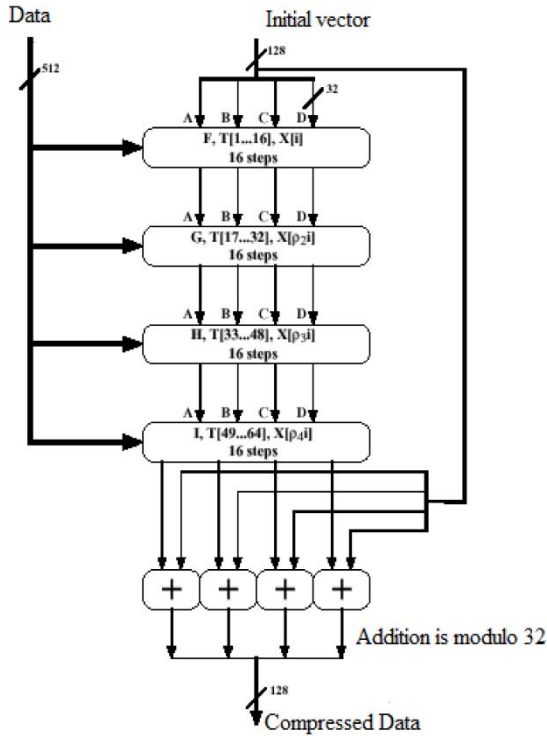 Data
Initial vector
512
128
32
A B C D
F, T[1...16], X[i]
16 steps
A B C D
G, T[17...32], X[ρ2i]
16 steps
A B C D
H, T[33...48], X[ρ3i]
16 steps
A B C D
I, T[49...64], X[ρ4i]
16 steps
+ + + +
Addition is modulo 32
128
Compressed Data